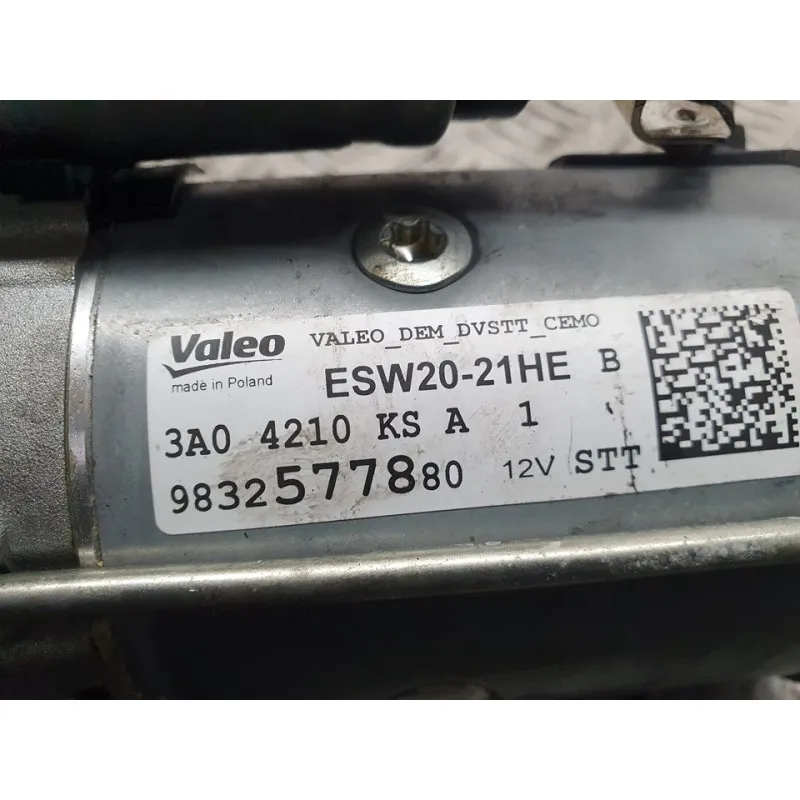 Valeo VALEO_DEM_DVSTT_CEMO
made in Poland ESW20-21HE B
3A0 4210 KS A 1
9832577880 12V STT